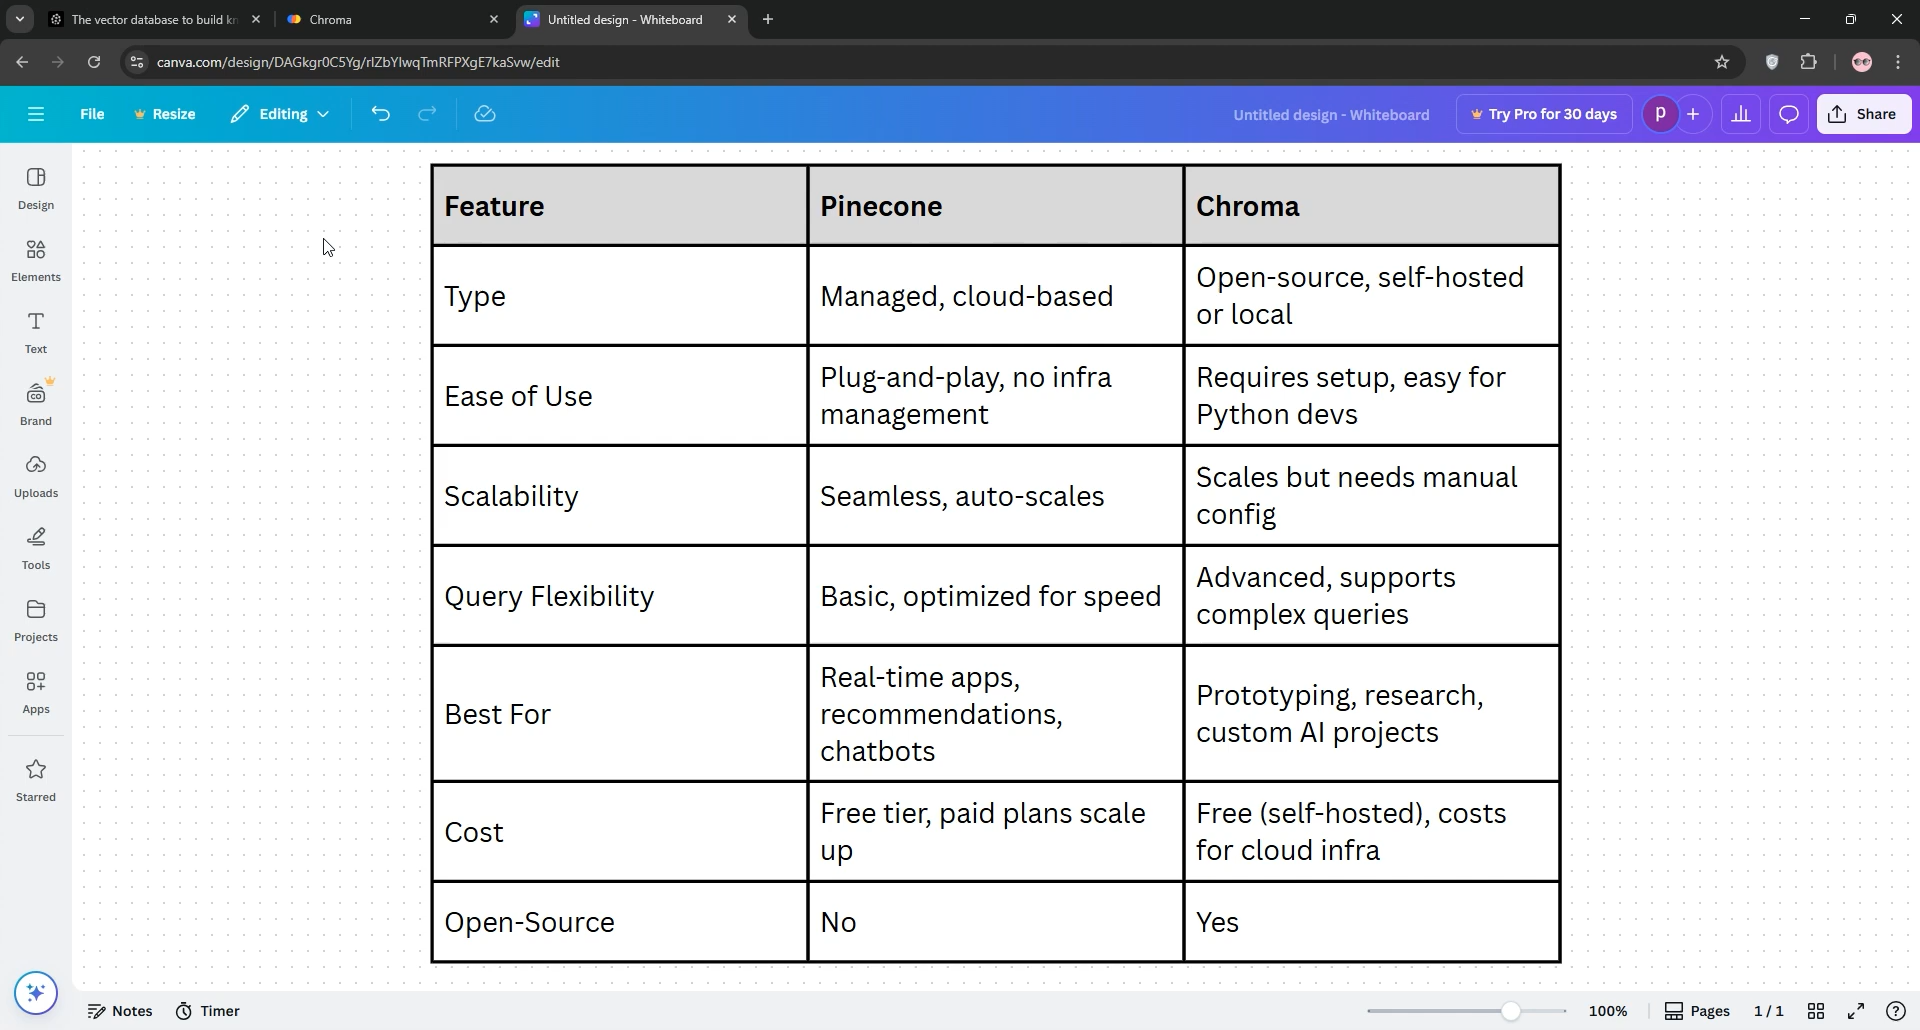 The vector database to build kn
Chroma
Untitled design - Whiteboard
canva.com/design/DAGkgr0C5Yg/rIZbYlwqTmRFPXgE7kaSvw/edit
File
Resize
Editing
Untitled design - Whiteboard
Try Pro for 30 days
p
Share
Design
Elements
Text
Brand
Uploads
Tools
Projects
Apps
Starred
Feature
Pinecone
Chroma
Type
Managed, cloud-based
Open-source, self-hosted
or local
Ease of Use
Plug-and-play, no infra
management
Requires setup, easy for
Python devs
Scalability
Seamless, auto-scales
Scales but needs manual
config
Query Flexibility
Basic, optimized for speed
Advanced, supports
complex queries
Best For
Real-time apps,
recommendations,
chatbots
Prototyping, research,
custom AI projects
Cost
Free tier, paid plans scale
up
Free (self-hosted), costs
for cloud infra
Open-Source
No
Yes
Notes
Timer
100%
Pages
1 / 1